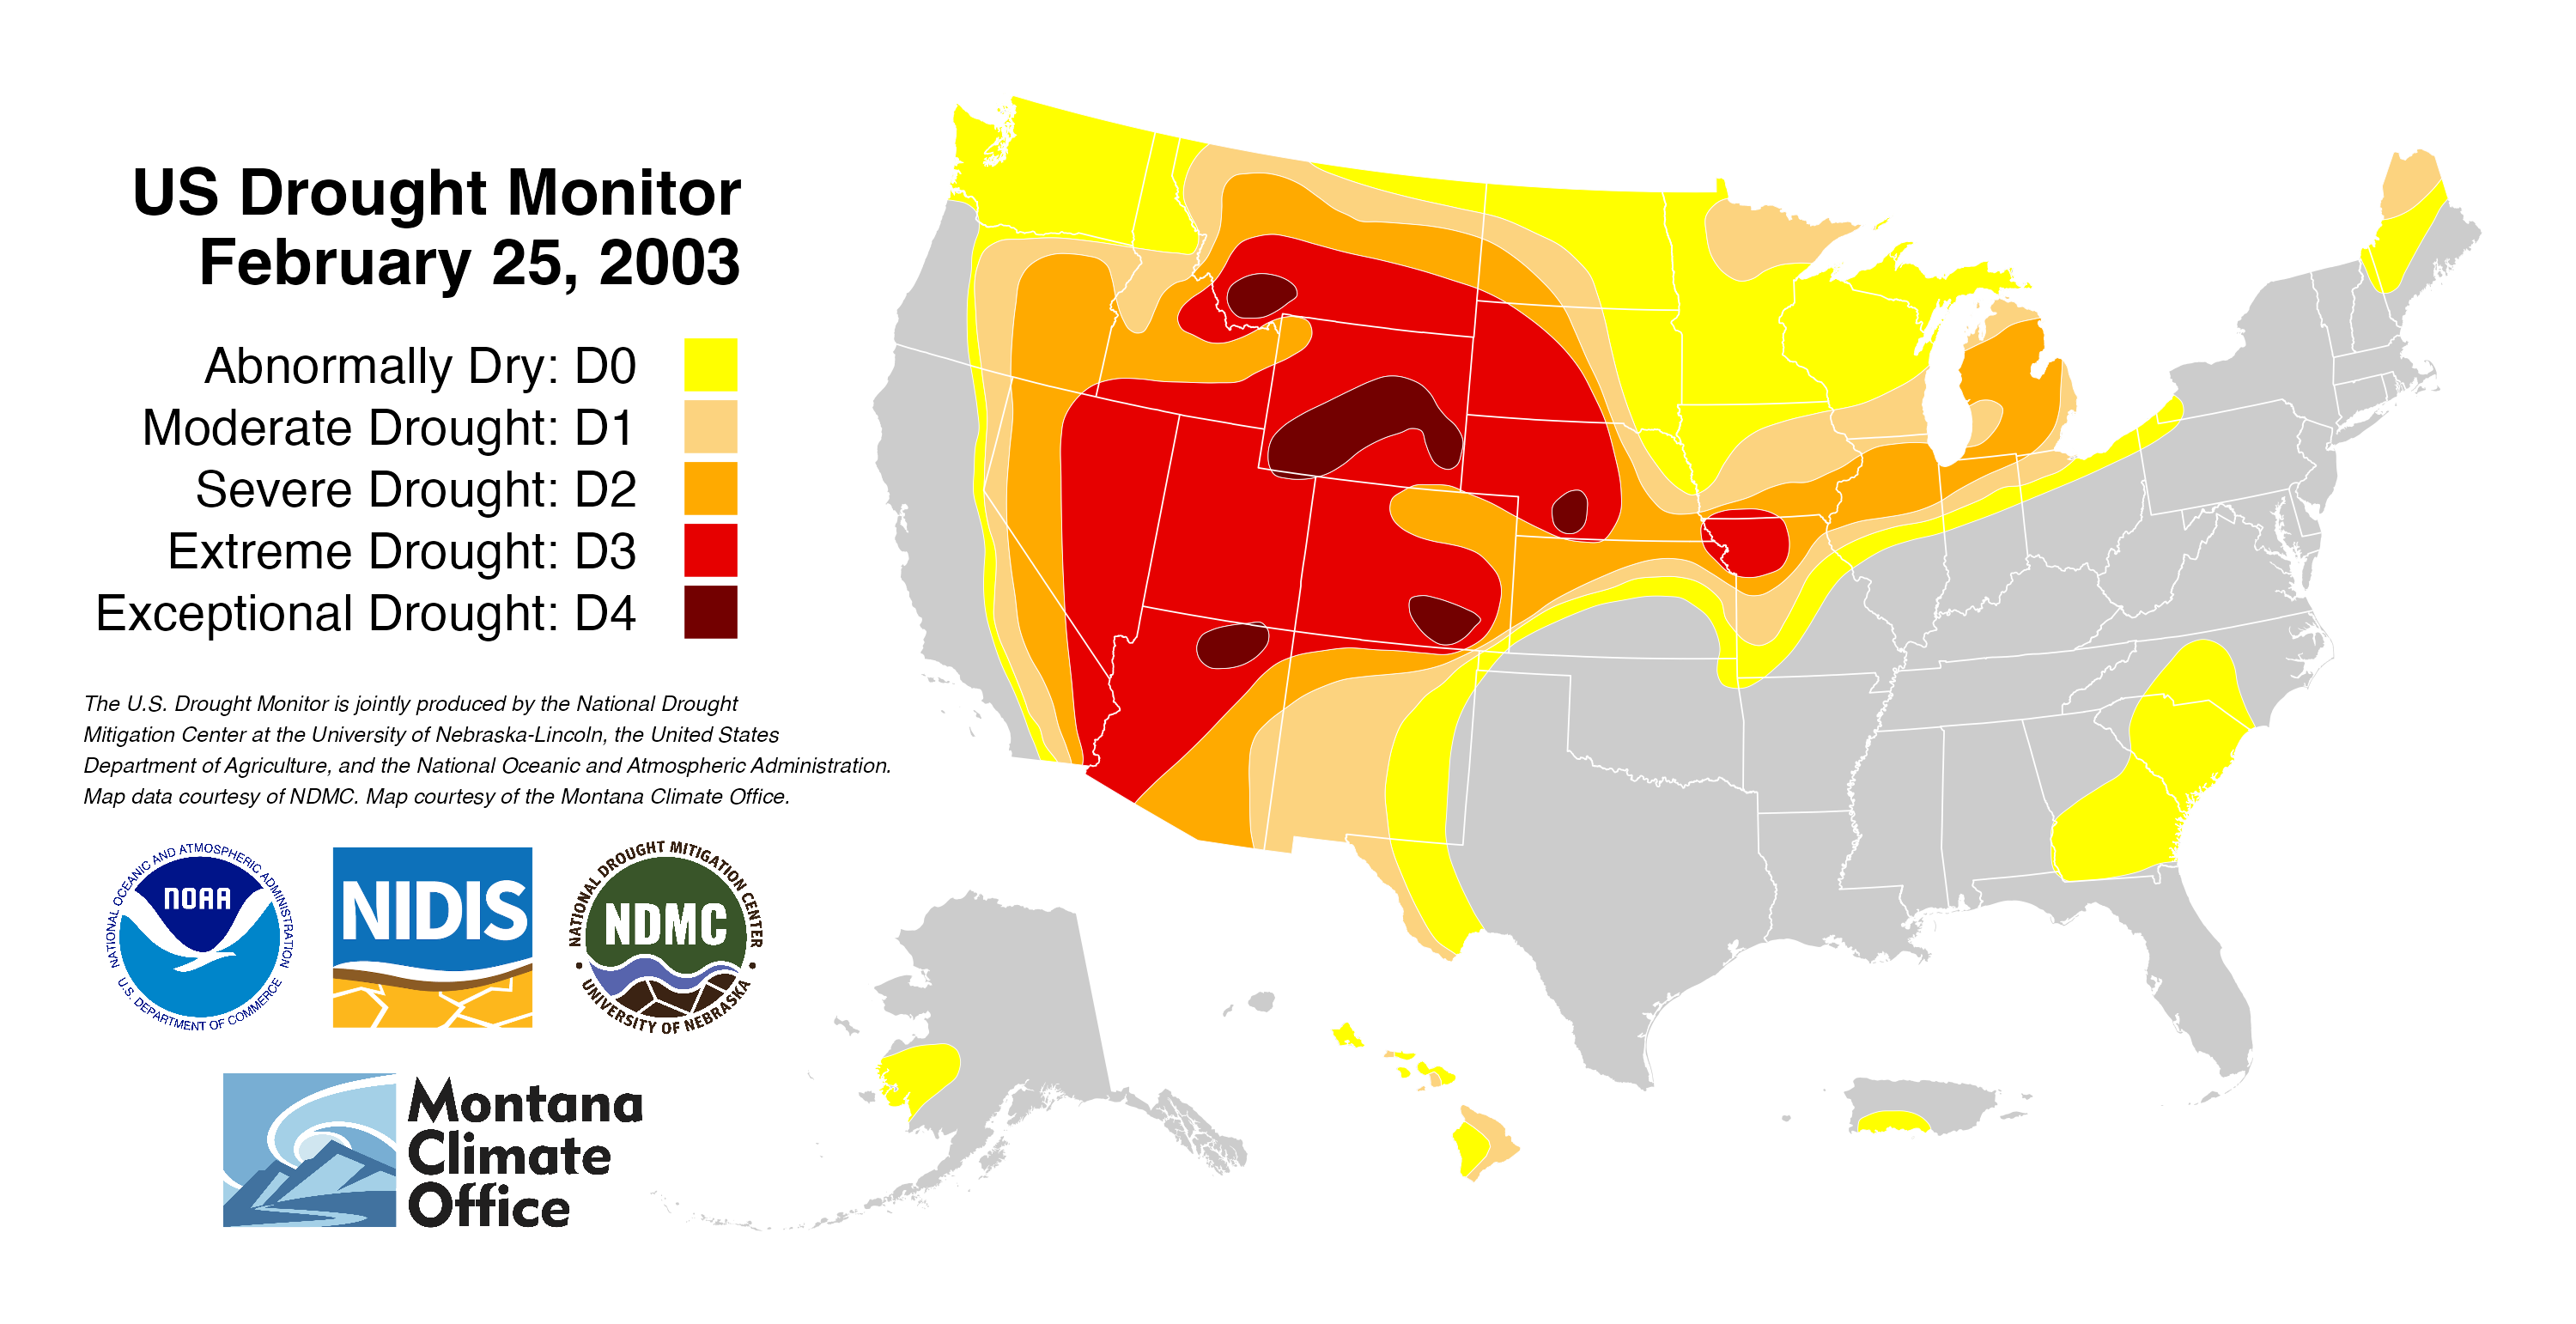 US Drought Monitor
February 25, 2003
Abnormally Dry: D0
Moderate Drought: D1
Severe Drought: D2
Extreme Drought: D3
Exceptional Drought: D4
The U.S. Drought Monitor is jointly produced by the National Drought
Mitigation Center at the University of Nebraska-Lincoln, the United States
Department of Agriculture, and the National Oceanic and Atmospheric Administration.
Map data courtesy of NDMC. Map courtesy of the Montana Climate Office.
NATIONAL OCEANIC AND ATMOSPHERIC ADMINISTRATION
NOAA
U.S. DEPARTMENT OF COMMERCE
NIDIS
NATIONAL DROUGHT MITIGATION CENTER
NDMC
• UNIVERSITY OF NEBRASKA •
Montana
Climate
Office